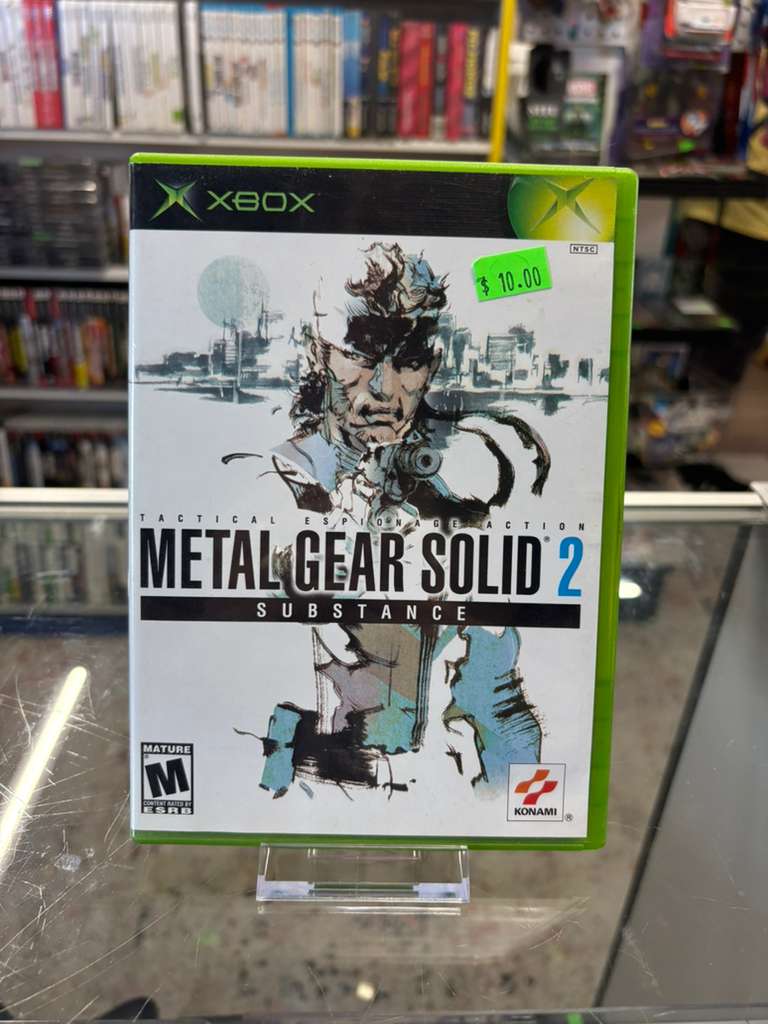 XBOX
NTSC
$ 10.00
TACTICAL ESPIONAGE ACTION
METAL GEAR SOLID® 2
SUBSTANCE
MATURE
M
CONTENT RATED BY
ESRB
KONAMI ®